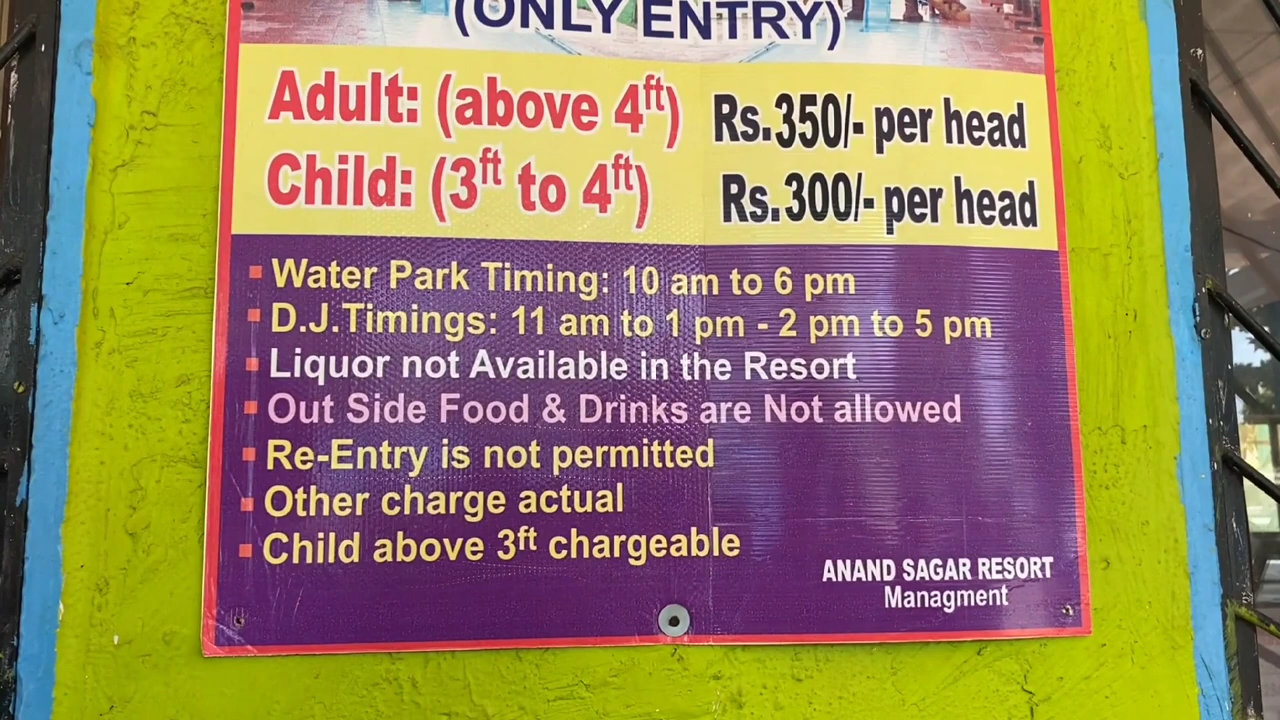 (ONLY ENTRY)
Adult: (above 4ft) Rs.350/- per head
Child: (3ft to 4ft) Rs.300/- per head
Water Park Timing: 10 am to 6 pm
D.J.Timings: 11 am to 1 pm - 2 pm to 5 pm
Liquor not Available in the Resort
Out Side Food & Drinks are Not allowed
Re-Entry is not permitted
Other charge actual
Child above 3ft chargeable
ANAND SAGAR RESORT
Managment